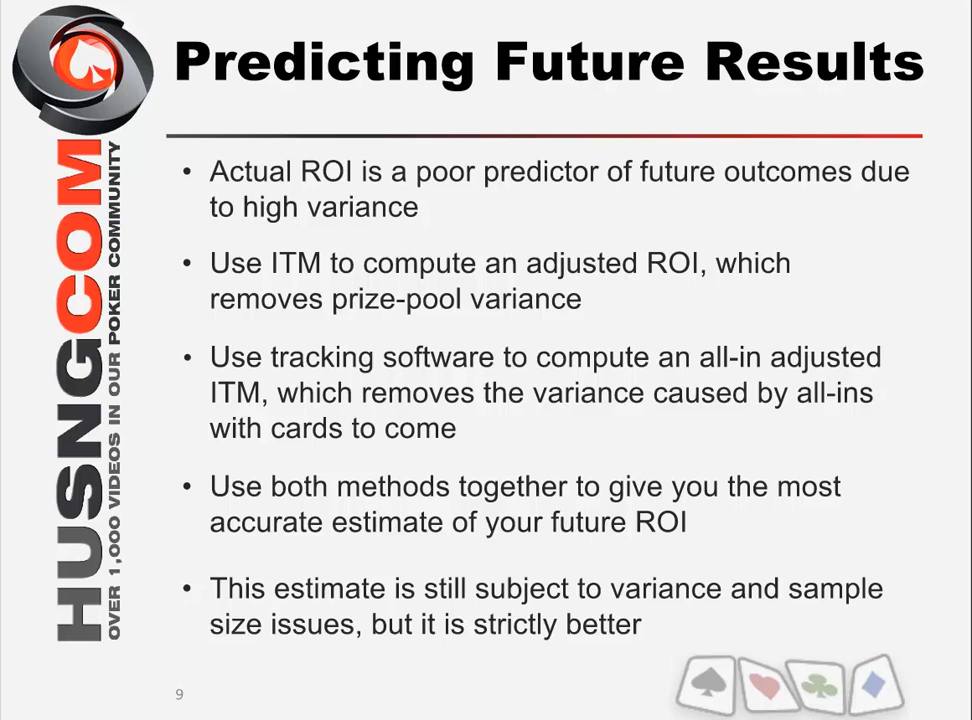 Predicting Future Results
• Actual ROI is a poor predictor of future outcomes due
to high variance
• Use ITM to compute an adjusted ROI, which
removes prize-pool variance
• Use tracking software to compute an all-in adjusted
ITM, which removes the variance caused by all-ins
with cards to come
• Use both methods together to give you the most
accurate estimate of your future ROI
• This estimate is still subject to variance and sample
size issues, but it is strictly better
HUSNGCOM
OVER 1,000 VIDEOS IN OUR POKER COMMUNITY
9